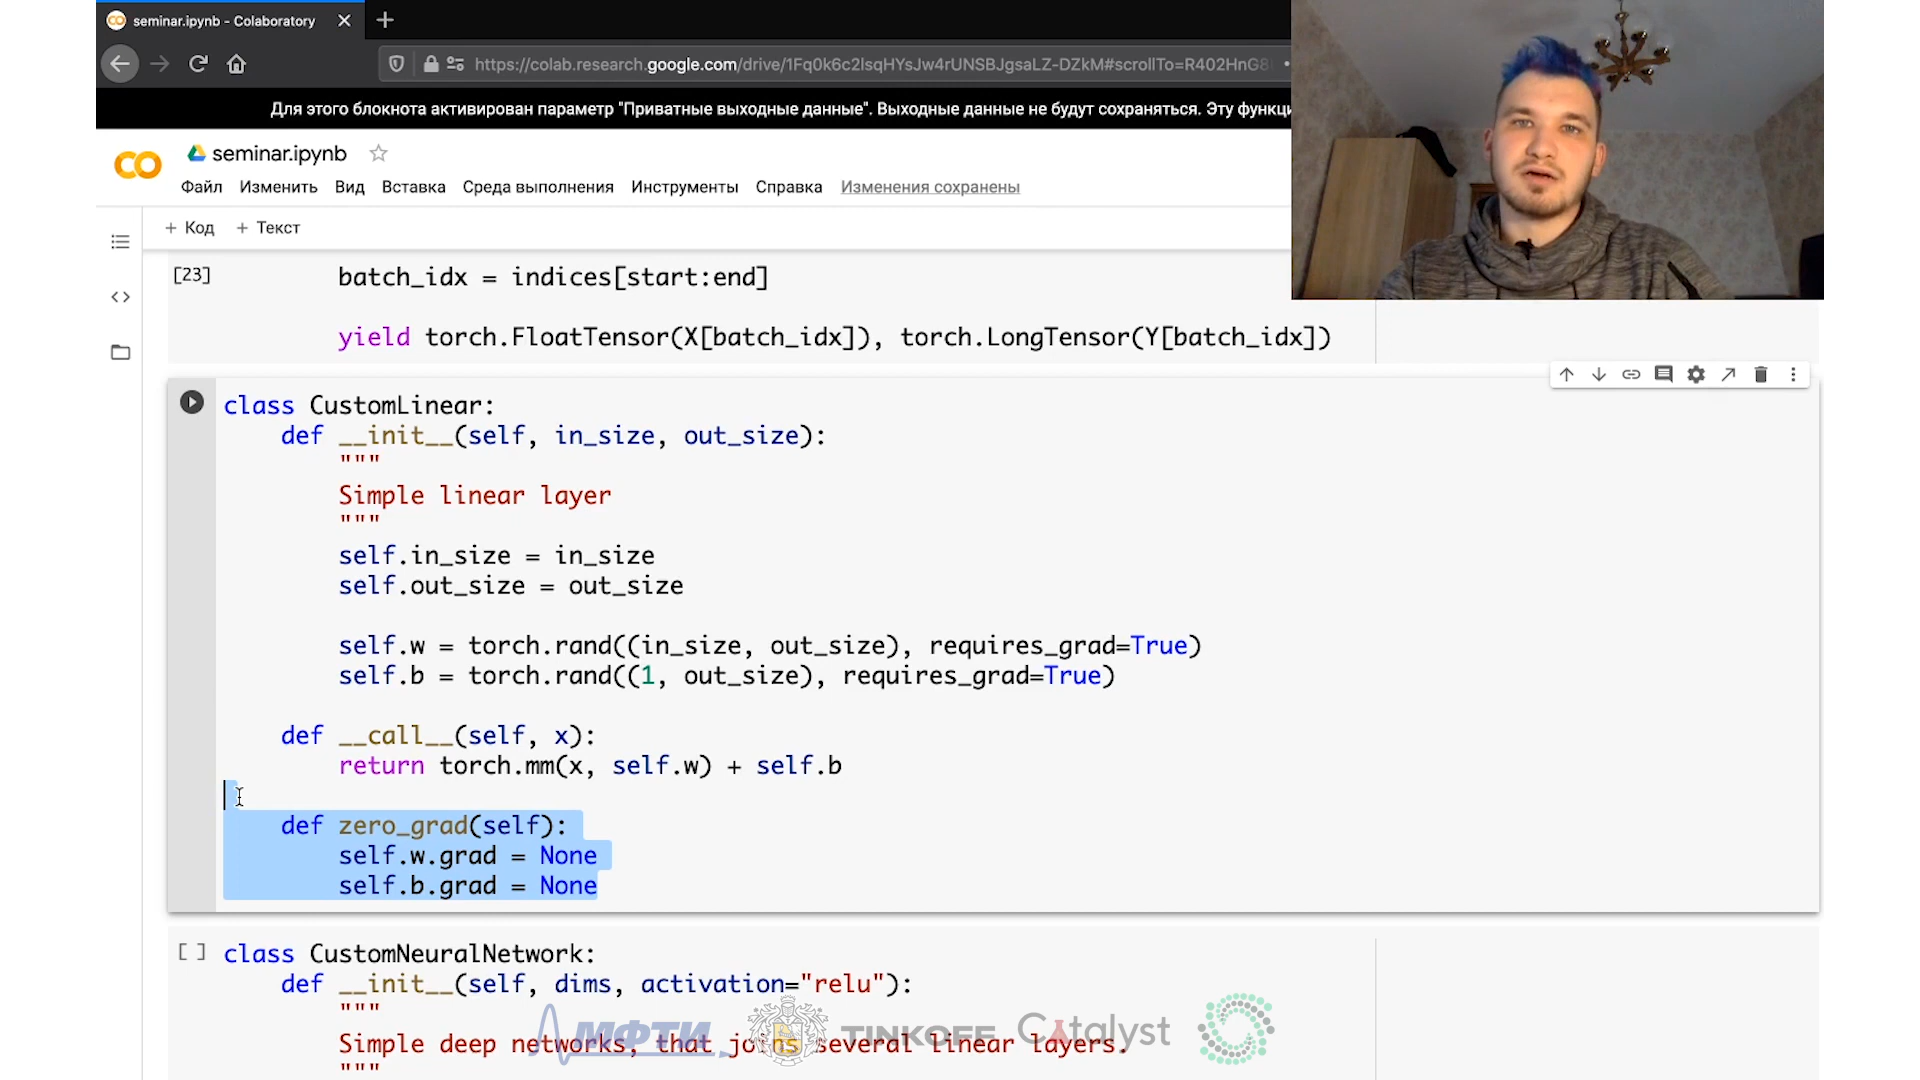 seminar.ipynb - Colaboratory
https://colab.research.google.com/drive/1Fq0k6c2lsqHYsJw4rUNSBJgsaLZ-DZkM#scrollTo=R402HnG8
Для этого блокнота активирован параметр "Приватные выходные данные". Выходные данные не будут сохраняться. Эту функци
seminar.ipynb
Файл Изменить Вид Вставка Среда выполнения Инструменты Справка Изменения сохранены
+ Код + Текст
[23] batch_idx = indices[start:end]
yield torch.FloatTensor(X[batch_idx]), torch.LongTensor(Y[batch_idx])
class CustomLinear:
def __init__(self, in_size, out_size):
"""
Simple linear layer
"""
self.in_size = in_size
self.out_size = out_size
self.w = torch.rand((in_size, out_size), requires_grad=True)
self.b = torch.rand((1, out_size), requires_grad=True)
def __call__(self, x):
return torch.mm(x, self.w) + self.b
def zero_grad(self):
self.w.grad = None
self.b.grad = None
[ ] class CustomNeuralNetwork:
def __init__(self, dims, activation="relu"):
"""
МФТИ TINKOFF Catalyst
Simple deep networks, that joins several linear layers.
"""